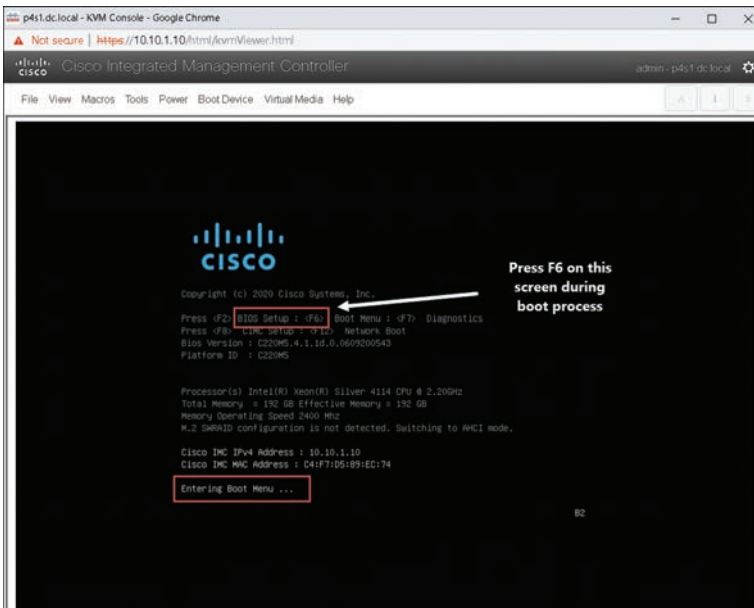 p4s1.dc.local - KVM Console - Google Chrome
Not secure | https://10.10.1.10/html/kvmViewer.html
CISCO Cisco Integrated Management Controller admin - p4s1.dc.local
File View Macros Tools Power Boot Device Virtual Media Help
CISCO
Press F6 on this
screen during
boot process
Copyright (c) 2020 Cisco Systems, Inc.
Press <F2> BIOS Setup : <F6> Boot Menu : <F7> Diagnostics
Press <F8> CIMC Setup : <F12> Network Boot
Bios Version : C220M5.4.1.1d.0.0609200543
Platform ID : C220M5
Processor(s) Intel(R) Xeon(R) Silver 4114 CPU @ 2.20GHz
Total Memory = 192 GB Effective Memory = 192 GB
Memory Operating Speed 2400 Mhz
M.2 SWRAID configuration is not detected. Switching to AHCI mode.
Cisco IMC IPv4 Address : 10.10.1.10
Cisco IMC MAC Address : C4:F7:D5:B9:EC:74
Entering Boot Menu ...
B2